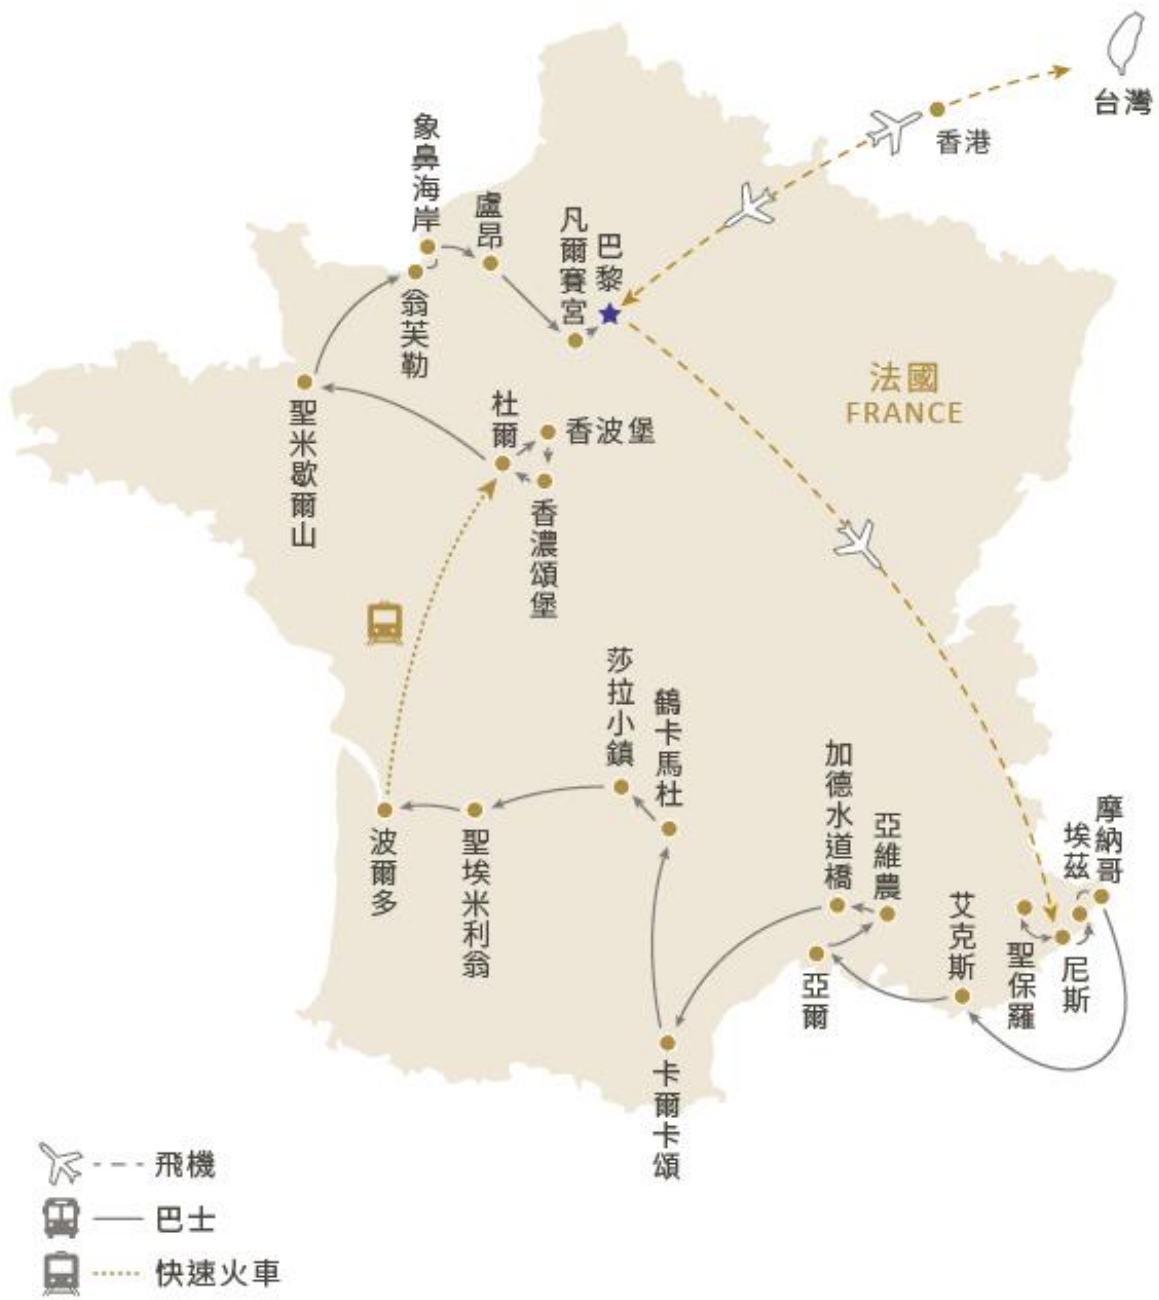 台灣
香港
象鼻海岸
盧昂
凡爾賽宮
巴黎
翁芙勒
法國
FRANCE
聖米歇爾山
杜爾
香波堡
香濃頌堡
莎拉小鎮
鶴卡馬杜
加德水道橋
亞維農
摩納哥
埃茲
波爾多
聖埃米利翁
艾克斯
聖保羅
尼斯
亞爾
卡爾卡頌
飛機
巴士
快速火車